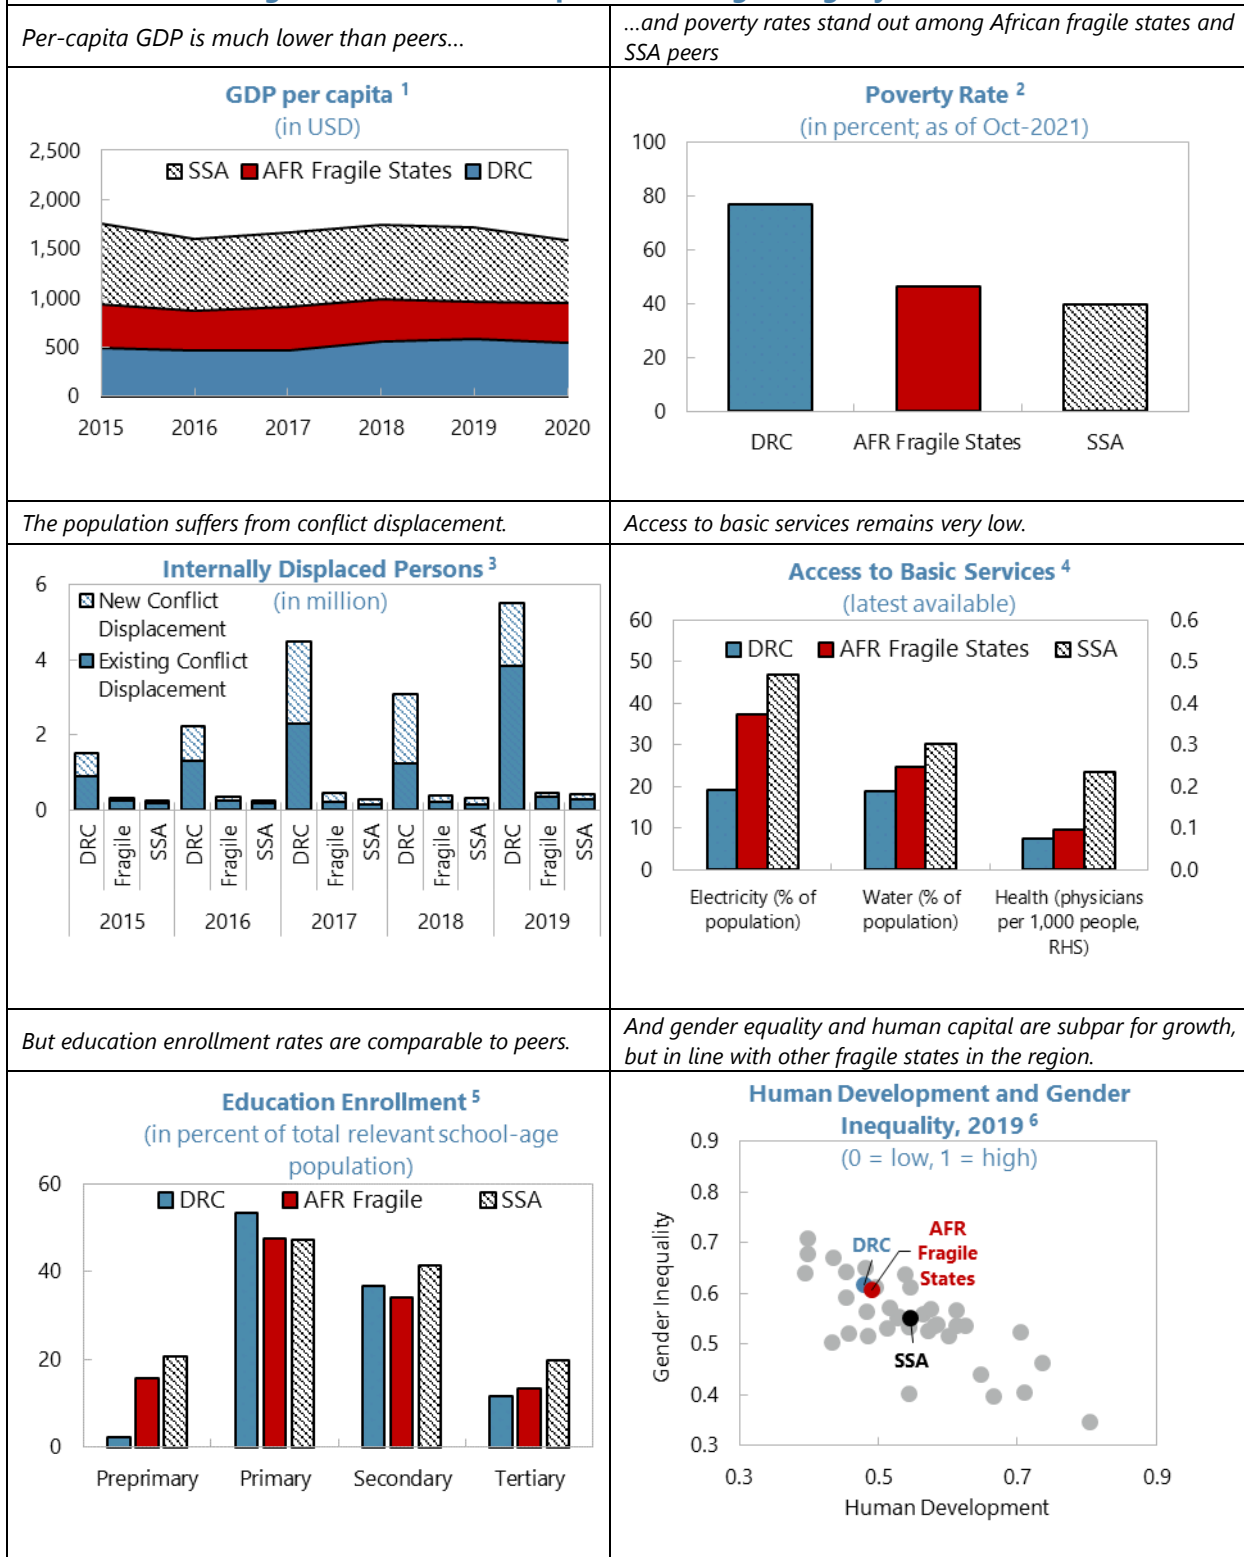 Per-capita GDP is much lower than peers...
...and poverty rates stand out among African fragile states and
SSA peers
GDP per capita 1
(in USD)
SSA AFR Fragile States DRC
2,500
2,000
1,500
1,000
500
0
2015 2016 2017 2018 2019 2020
Poverty Rate 2
(in percent; as of Oct-2021)
100
80
60
40
20
0
DRC AFR Fragile States SSA
The population suffers from conflict displacement.
Access to basic services remains very low.
Internally Displaced Persons 3
(in million)
New Conflict
Displacement
Existing Conflict
Displacement
6
4
2
0
DRC Fragile SSA DRC Fragile SSA DRC Fragile SSA DRC Fragile SSA DRC Fragile SSA
2015 2016 2017 2018 2019
Access to Basic Services 4
(latest available)
DRC AFR Fragile States SSA
60 0.6
50 0.5
40 0.4
30 0.3
20 0.2
10 0.1
0 0.0
Electricity (% of
population)
Water (% of
population)
Health (physicians
per 1,000 people,
RHS)
But education enrollment rates are comparable to peers.
And gender equality and human capital are subpar for growth,
but in line with other fragile states in the region.
Education Enrollment 5
(in percent of total relevant school-age
population)
DRC AFR Fragile SSA
60
40
20
0
Preprimary Primary Secondary Tertiary
Human Development and Gender
Inequality, 2019 6
(0 = low, 1 = high)
Gender Inequality
0.9
0.8
0.7
0.6
0.5
0.4
0.3
DRC
AFR
Fragile
States
SSA
0.3 0.5 0.7 0.9
Human Development